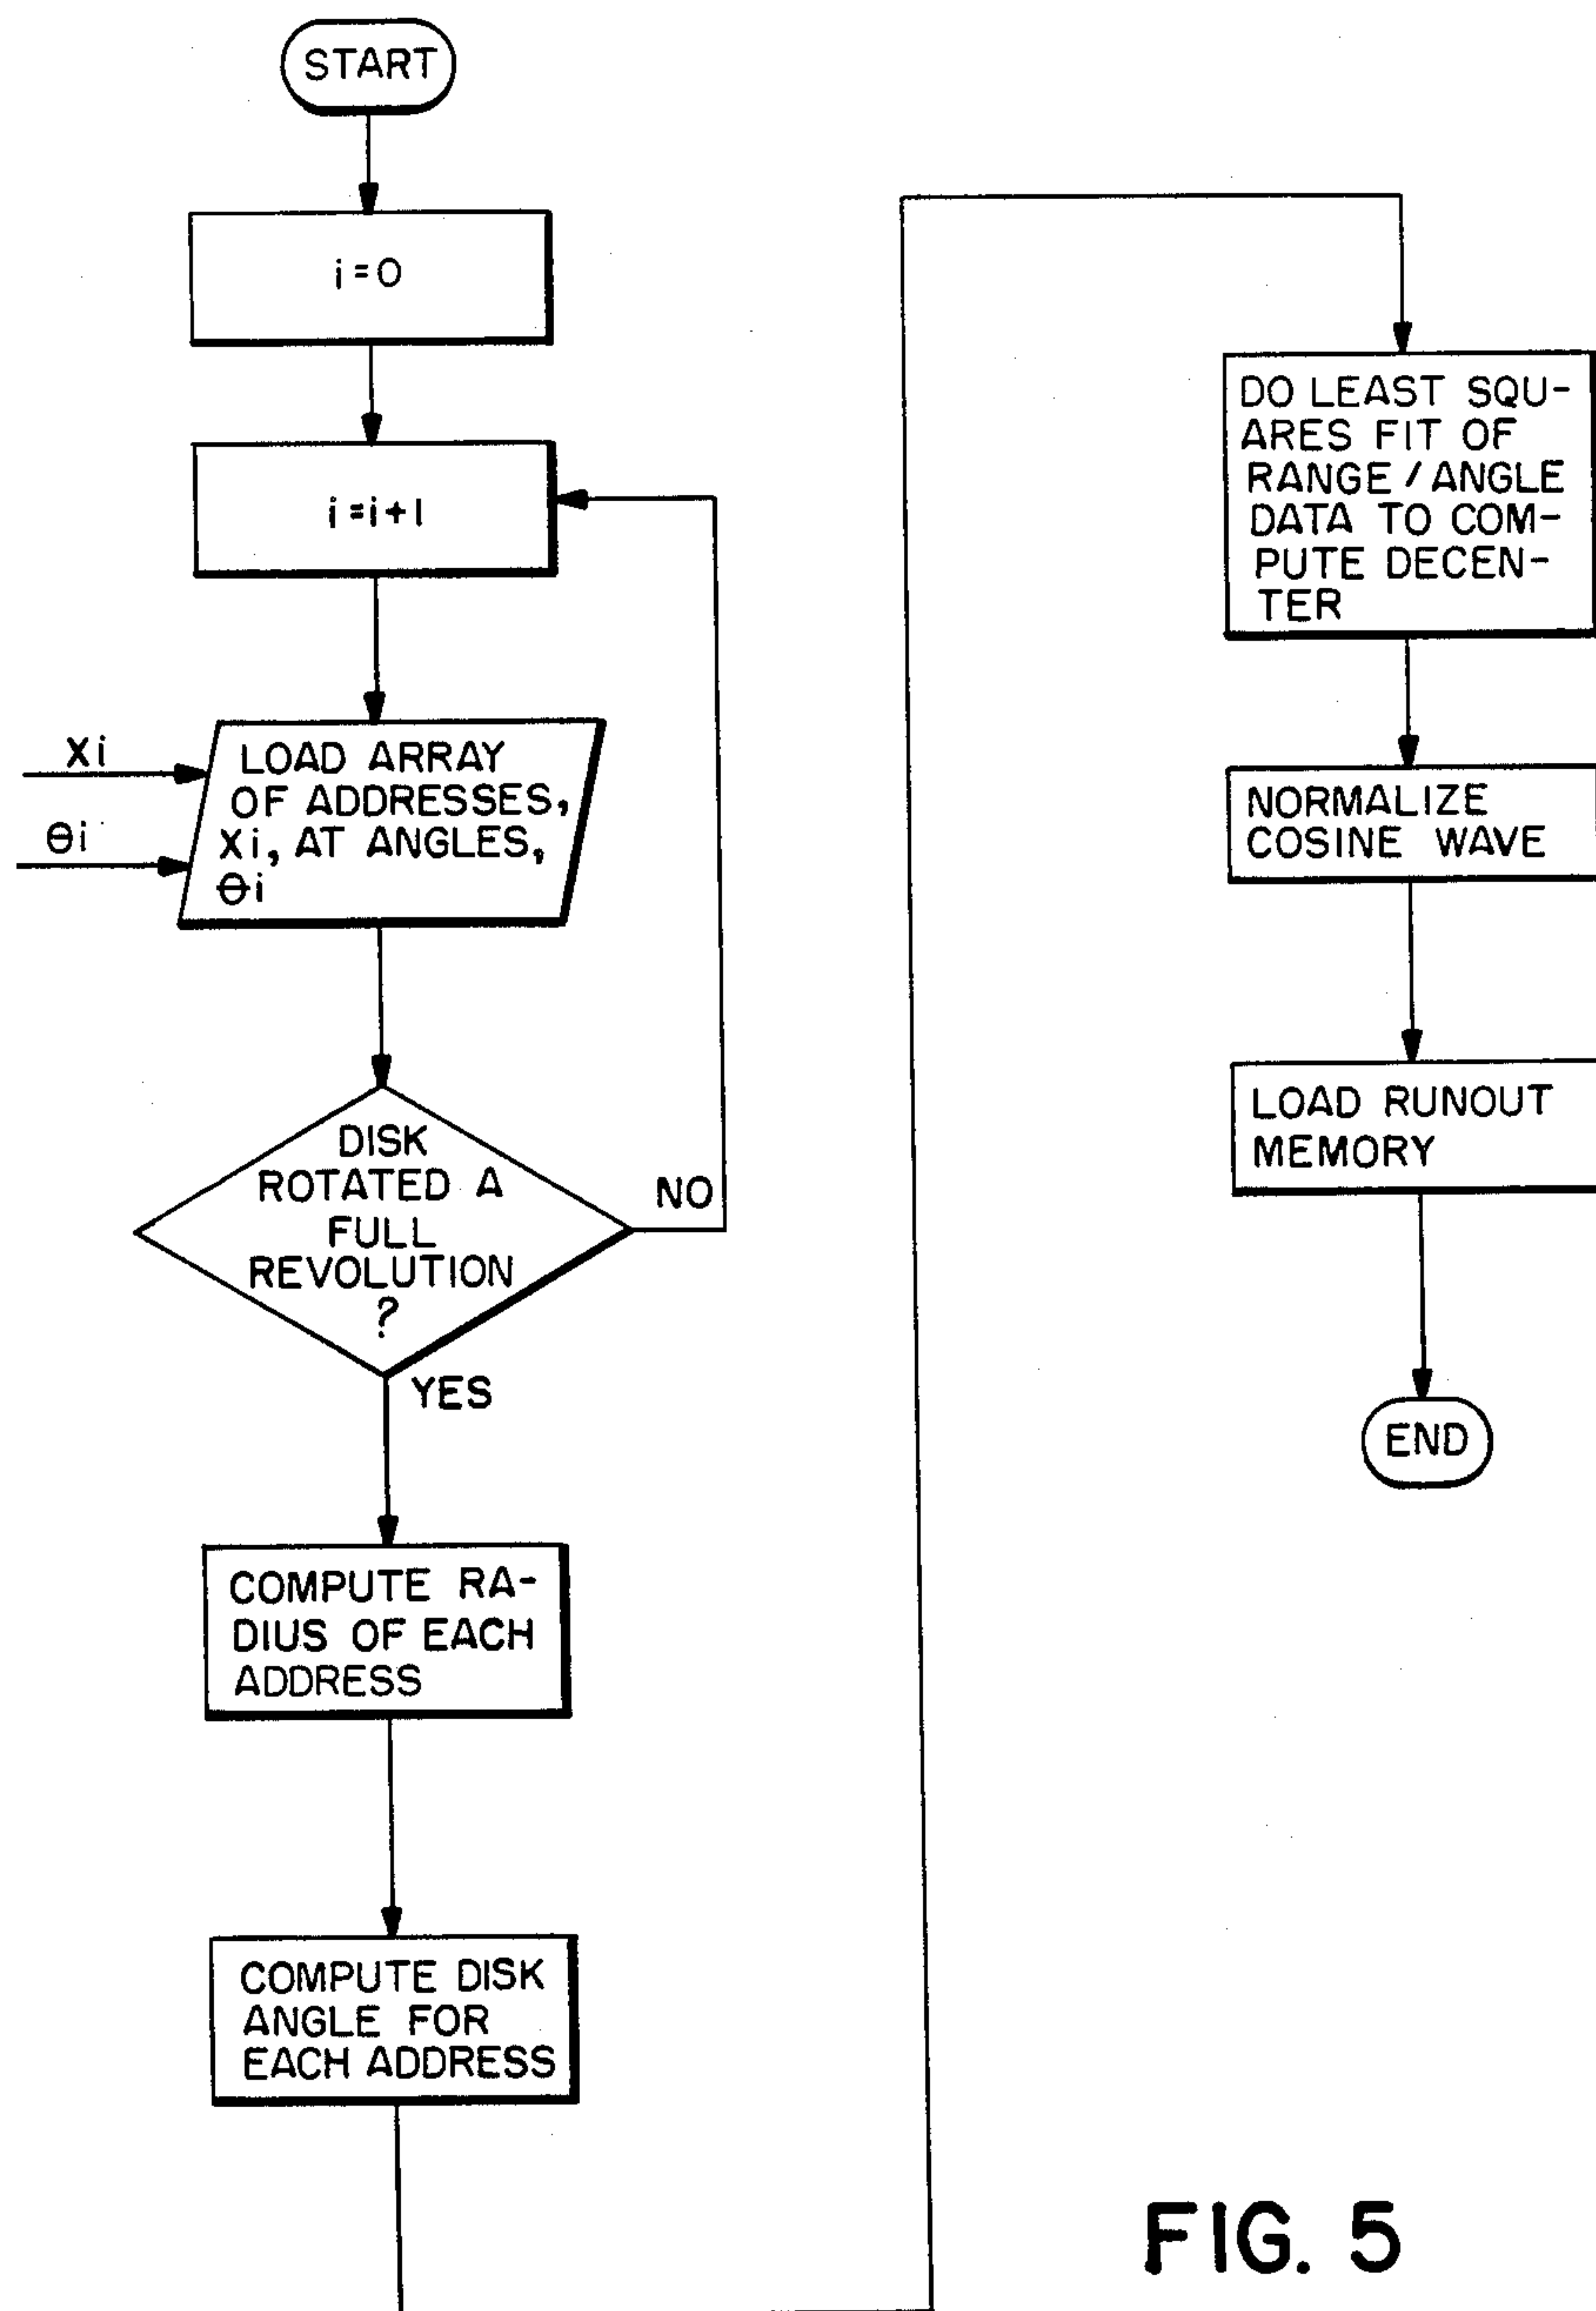 START
i=0
i=i+1
Xi
θi
LOAD ARRAY
OF ADDRESSES,
Xi, AT ANGLES,
θi
DISK
ROTATED A
FULL
REVOLUTION
?
NO
YES
COMPUTE RA-
DIUS OF EACH
ADDRESS
COMPUTE DISK
ANGLE FOR
EACH ADDRESS
DO LEAST SQU-
ARES FIT OF
RANGE/ANGLE
DATA TO COM-
PUTE DECEN-
TER
NORMALIZE
COSINE WAVE
LOAD RUNOUT
MEMORY
END
FIG. 5